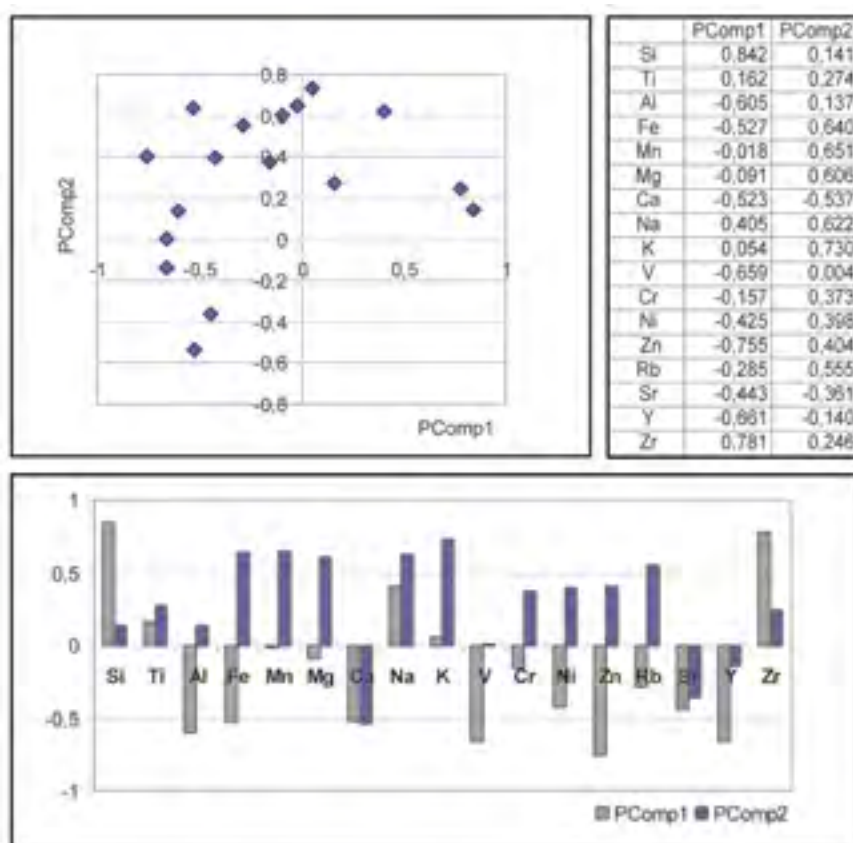 0,8
0,6
0,4
0,2
0
-0,2
-0,4
-0,6
-0,8
-1
-0,5
0
0,5
1
PComp2
PComp1
PComp1 PComp2
Si 0,842 0,141
Ti 0,162 0,274
Al -0,605 0,137
Fe -0,527 0,640
Mn -0,018 0,651
Mg -0,091 0,606
Ca -0,523 -0,537
Na 0,405 0,622
K 0,054 0,730
V -0,659 0,004
Cr -0,157 0,373
Ni -0,425 0,398
Zn -0,755 0,404
Rb -0,285 0,555
Sr -0,443 -0,361
Y -0,661 -0,140
Zr 0,781 0,246
1
0,5
0
-0,5
-1
Si Ti Al Fe Mn Mg Ca Na K V Cr Ni Zn Rb Sr Y Zr
PComp1 PComp2